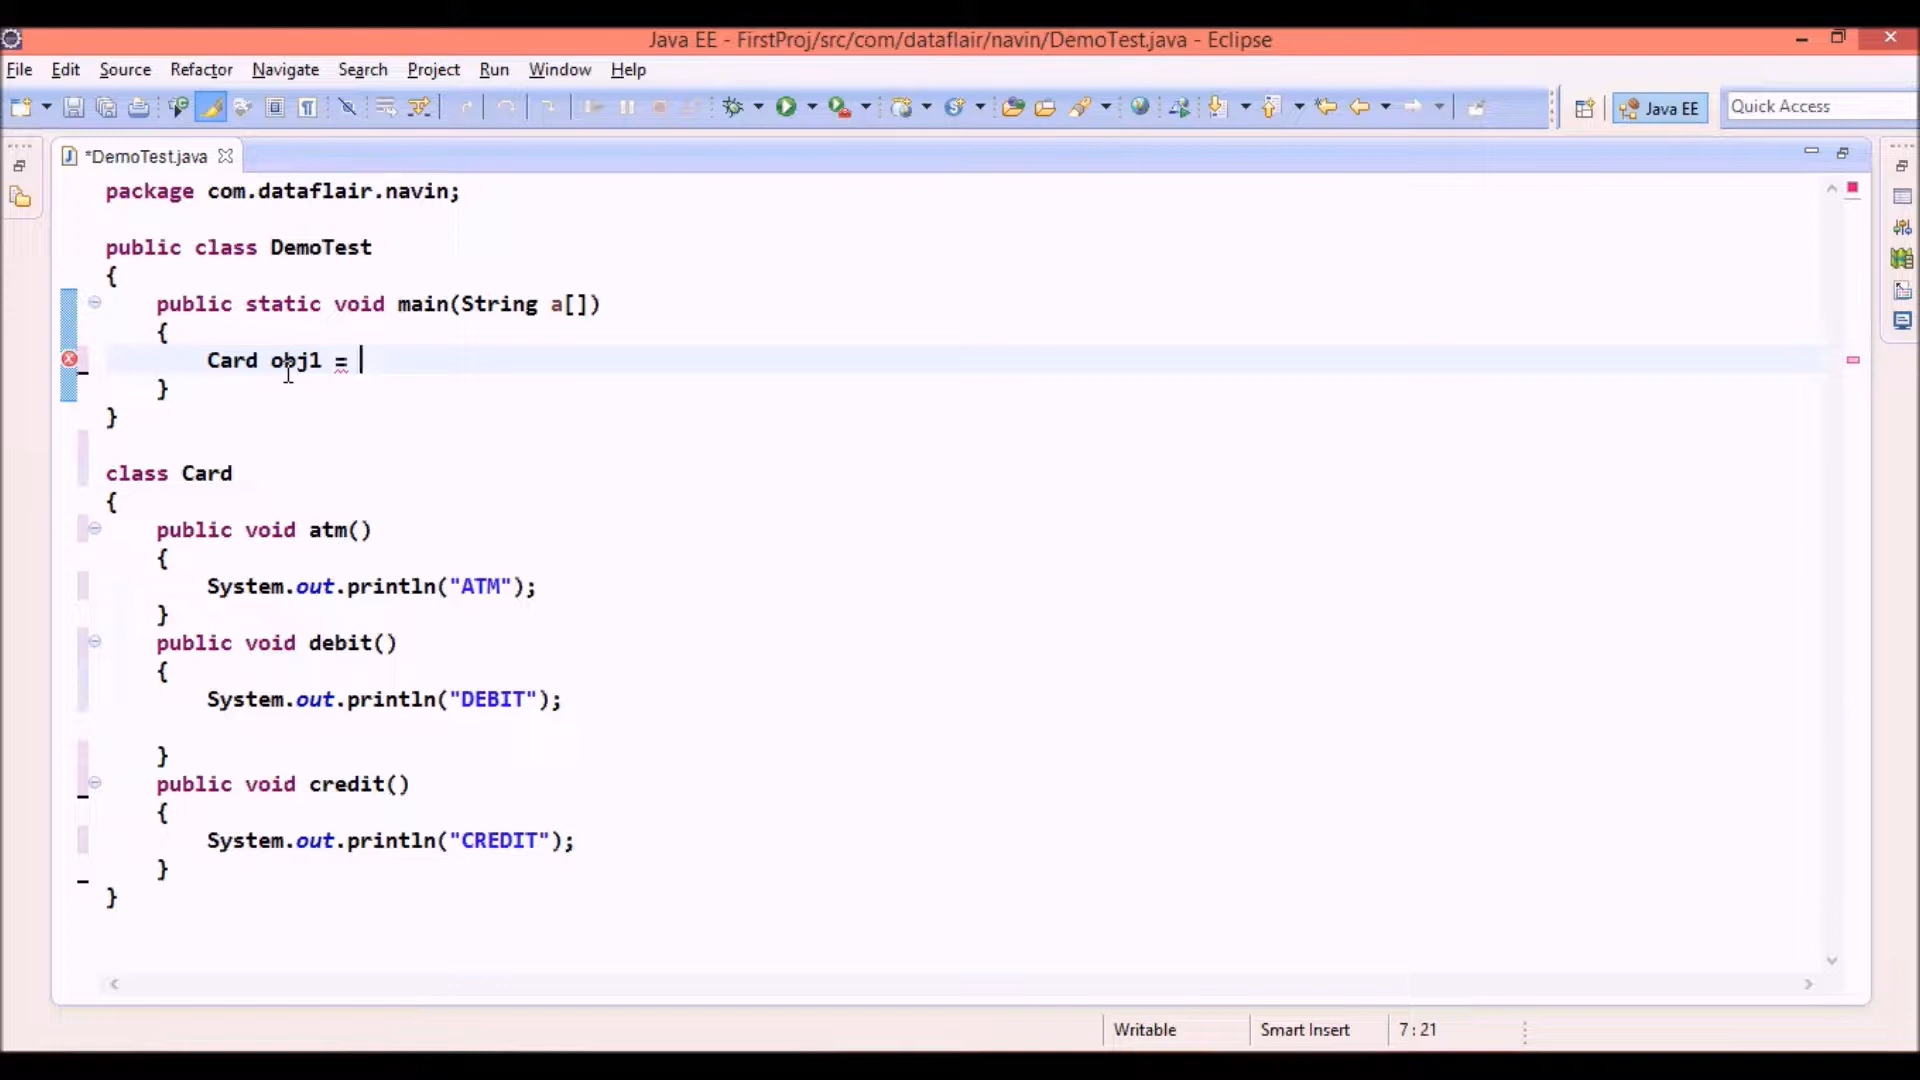 Java EE - FirstProj/src/com/dataflair/navin/DemoTest.java - Eclipse
File Edit Source Refactor Navigate Search Project Run Window Help
Java EE Quick Access
*DemoTest.java
package com.dataflair.navin;
public class DemoTest
{
public static void main(String a[])
{
Card obj1 =
}
}
class Card
{
public void atm()
{
System.out.println("ATM");
}
public void debit()
{
System.out.println("DEBIT");
}
public void credit()
{
System.out.println("CREDIT");
}
}
Writable Smart Insert 7 : 21